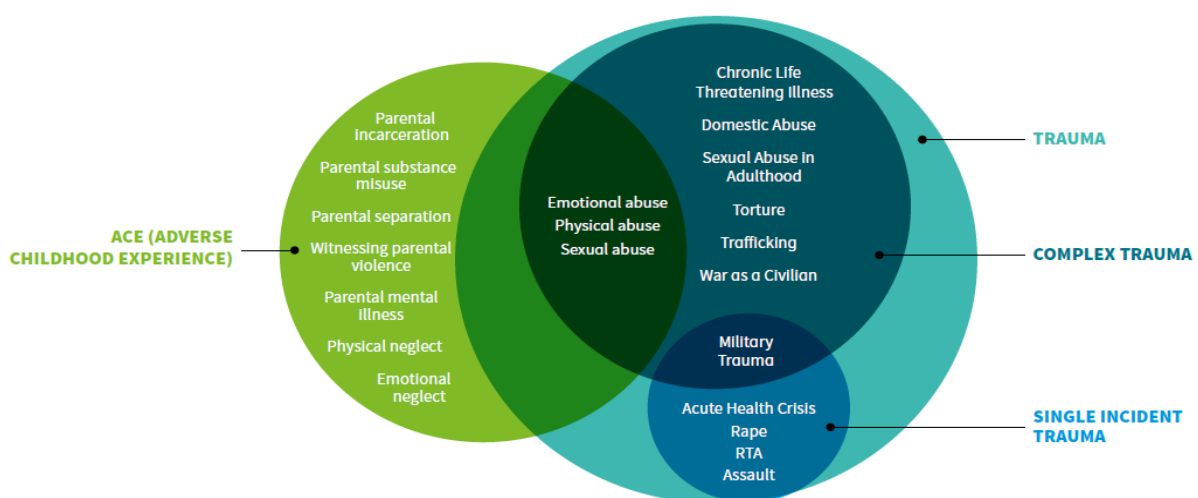 ACE (ADVERSE
CHILDHOOD EXPERIENCE)
Parental
Incarceration
Parental substance
misuse
Parental separation
Witnessing parental
violence
Parental mental
illness
Physical neglect
Emotional
neglect
Emotional abuse
Physical abuse
Sexual abuse
Chronic Life
Threatening Illness
Domestic Abuse
Sexual Abuse in
Adulthood
Torture
Trafficking
War as a Civilian
Military
Trauma
Acute Health Crisis
Rape
RTA
Assault
TRAUMA
COMPLEX TRAUMA
SINGLE INCIDENT
TRAUMA